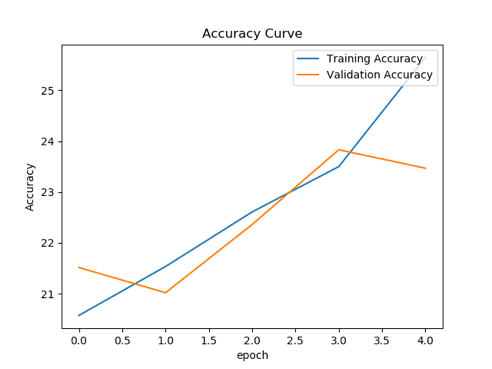 Accuracy Curve
Training Accuracy
Validation Accuracy
Accuracy
25
24
23
22
21
0.0 0.5 1.0 1.5 2.0 2.5 3.0 3.5 4.0
epoch